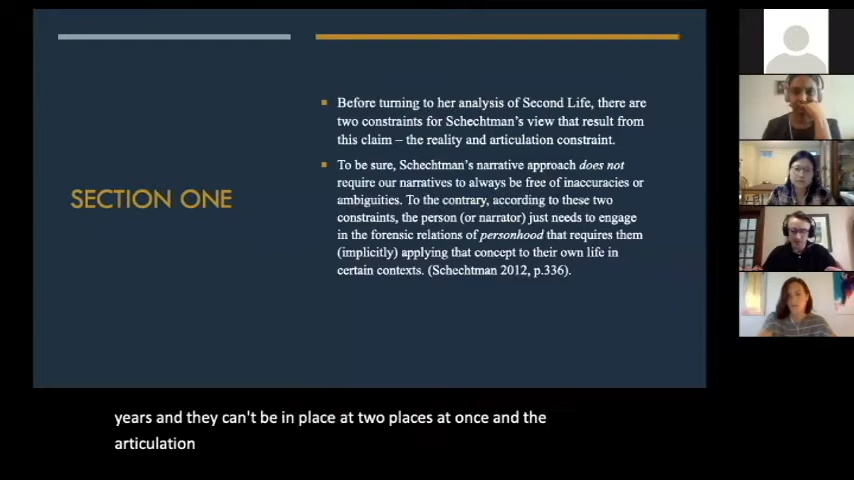 SECTION ONE
Before turning to her analysis of Second Life, there are
two constraints for Schechtman's view that result from
this claim – the reality and articulation constraint.
To be sure, Schechtman's narrative approach does not
require our narratives to always be free of inaccuracies or
ambiguities. To the contrary, according to these two
constraints, the person (or narrator) just needs to engage
in the forensic relations of personhood that requires them
(implicitly) applying that concept to their own life in
certain contexts. (Schechtman 2012, p.336).
years and they can't be in place at two places at once and the
articulation